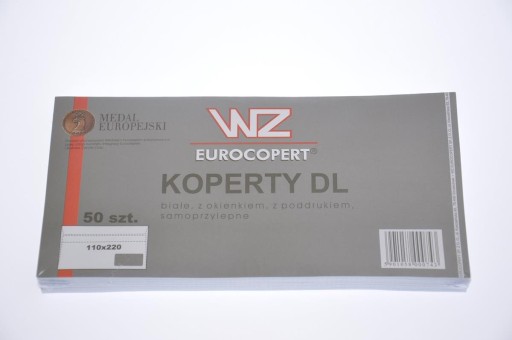 MEDAL
EUROPEJSKI
WZ
EUROCOPERT®
KOPERTY DL
białe, z okienkiem, z poddrukiem,
samoprzylepne
50 szt.
110x220